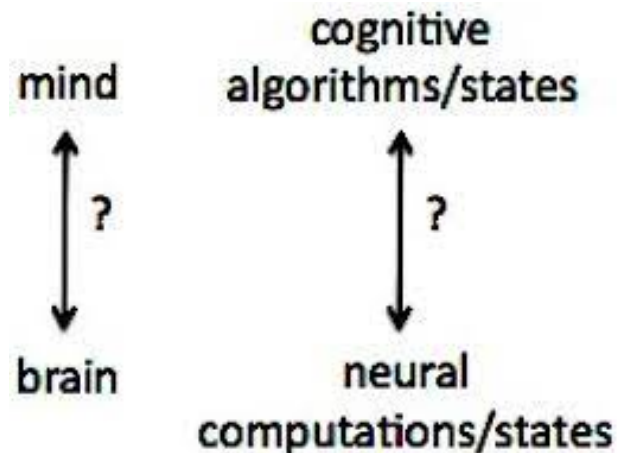 mind
cognitive
algorithms/states
?
?
brain
neural
computations/states